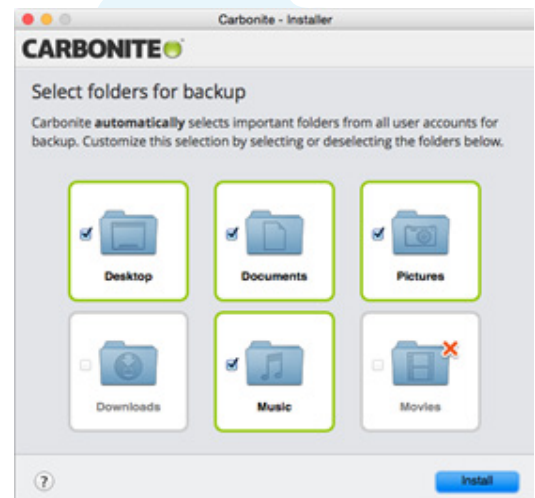 Carbonite - Installer
CARBONITE
Select folders for backup
Carbonite automatically selects important folders from all user accounts for
backup. Customize this selection by selecting or deselecting the folders below.
Desktop Documents Pictures
Downloads Music Movies
? Install